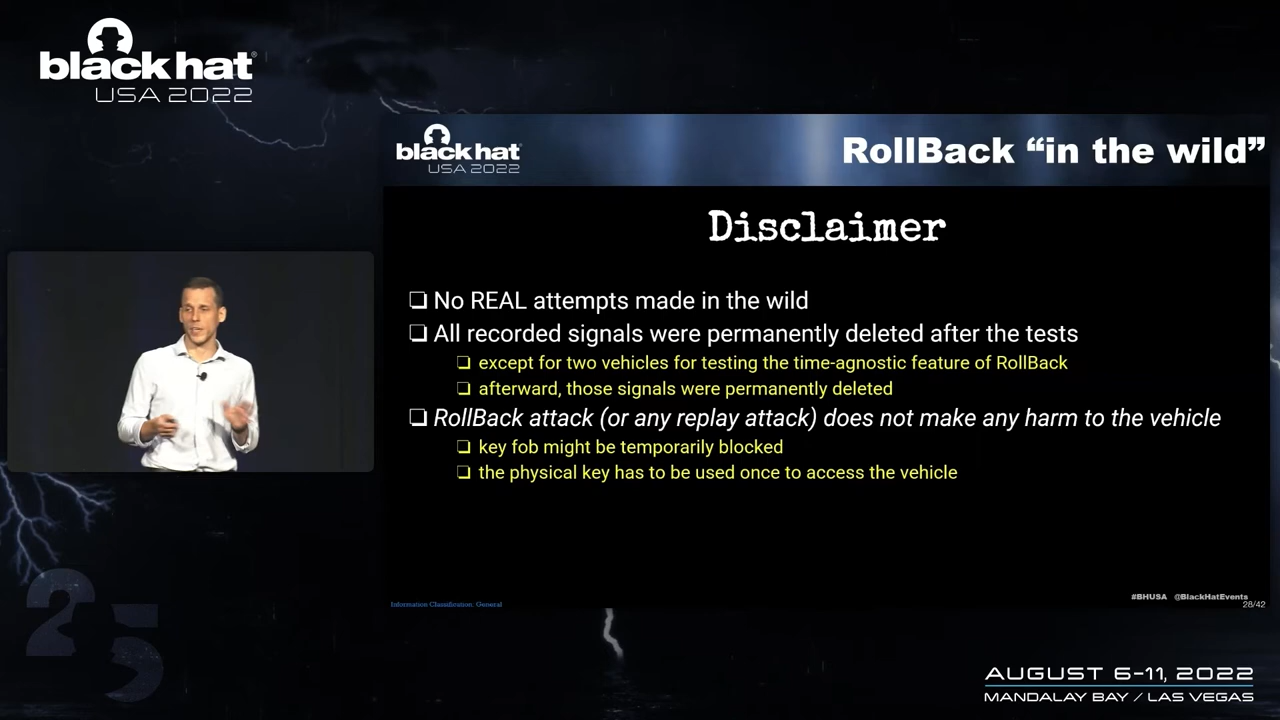 black hat®
USA 2022
black hat®
USA 2022
RollBack “in the wild”
Disclaimer
❑ No REAL attempts made in the wild
❑ All recorded signals were permanently deleted after the tests
❑ except for two vehicles for testing the time-agnostic feature of RollBack
❑ afterward, those signals were permanently deleted
❑ RollBack attack (or any replay attack) does not make any harm to the vehicle
❑ key fob might be temporarily blocked
❑ the physical key has to be used once to access the vehicle
Information Classification: General
#BHUSA @BlackHatEvents
28/42
25
AUGUST 6-11, 2022
MANDALAY BAY / LAS VEGAS